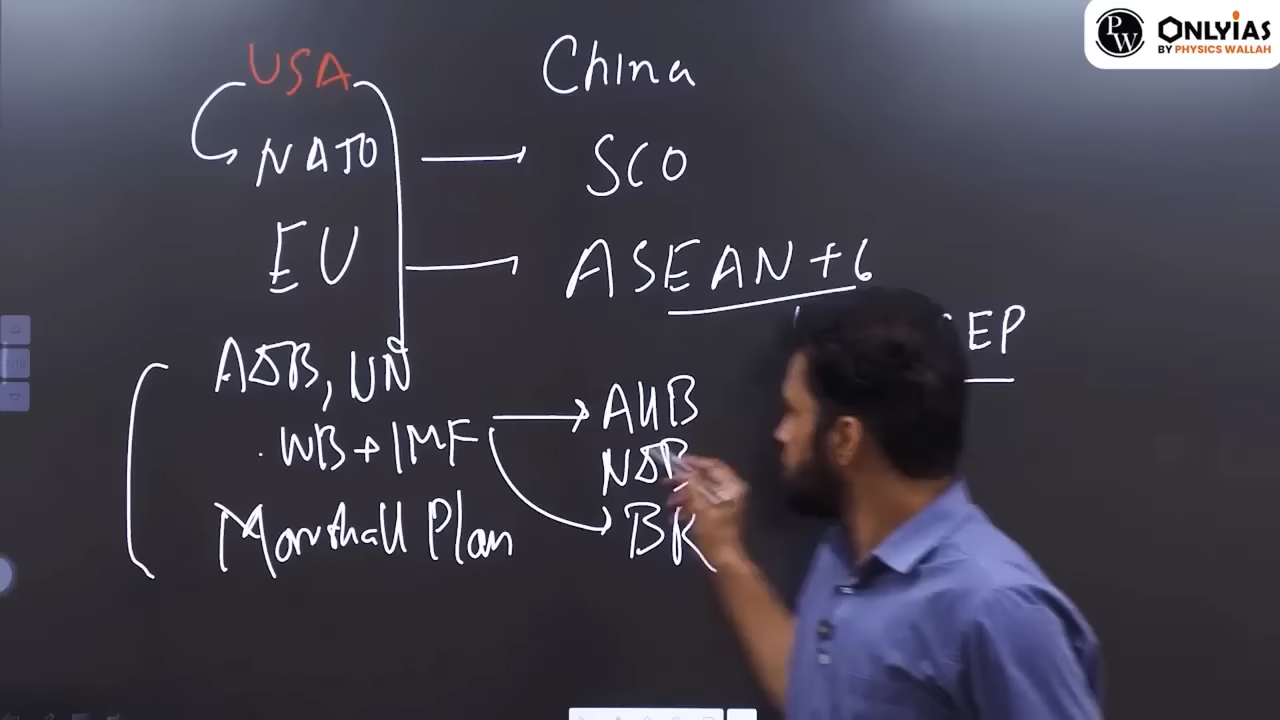 PW ONLYIAS
BY PHYSICS WALLAH
USA China
NATO SCO
EU ASEAN+6
EP
ADB, UN
AIIB
WB+IMF
NDB
Marshall Plan
BR